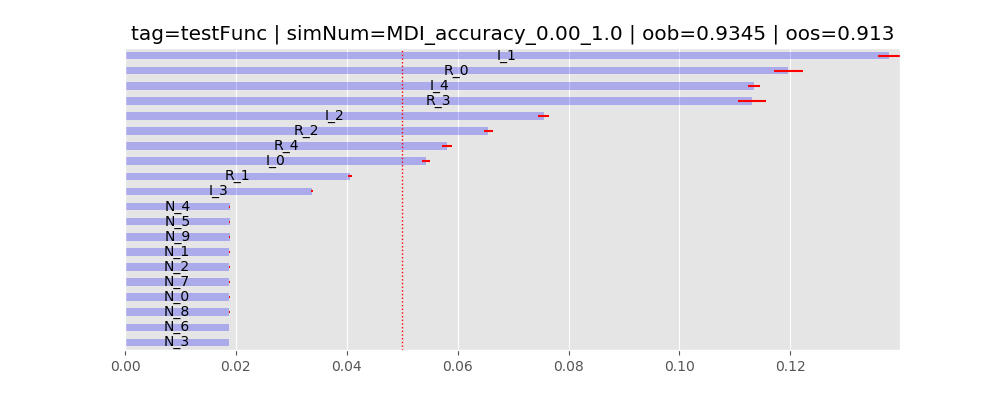 tag=testFunc | simNum=MDI_accuracy_0.00_1.0 | oob=0.9345 | oos=0.913
I_1
R_0
I_4
R_3
I_2
R_2
R_4
I_0
R_1
I_3
N_4
N_5
N_9
N_1
N_2
N_7
N_0
N_8
N_6
N_3
0.00 0.02 0.04 0.06 0.08 0.10 0.12